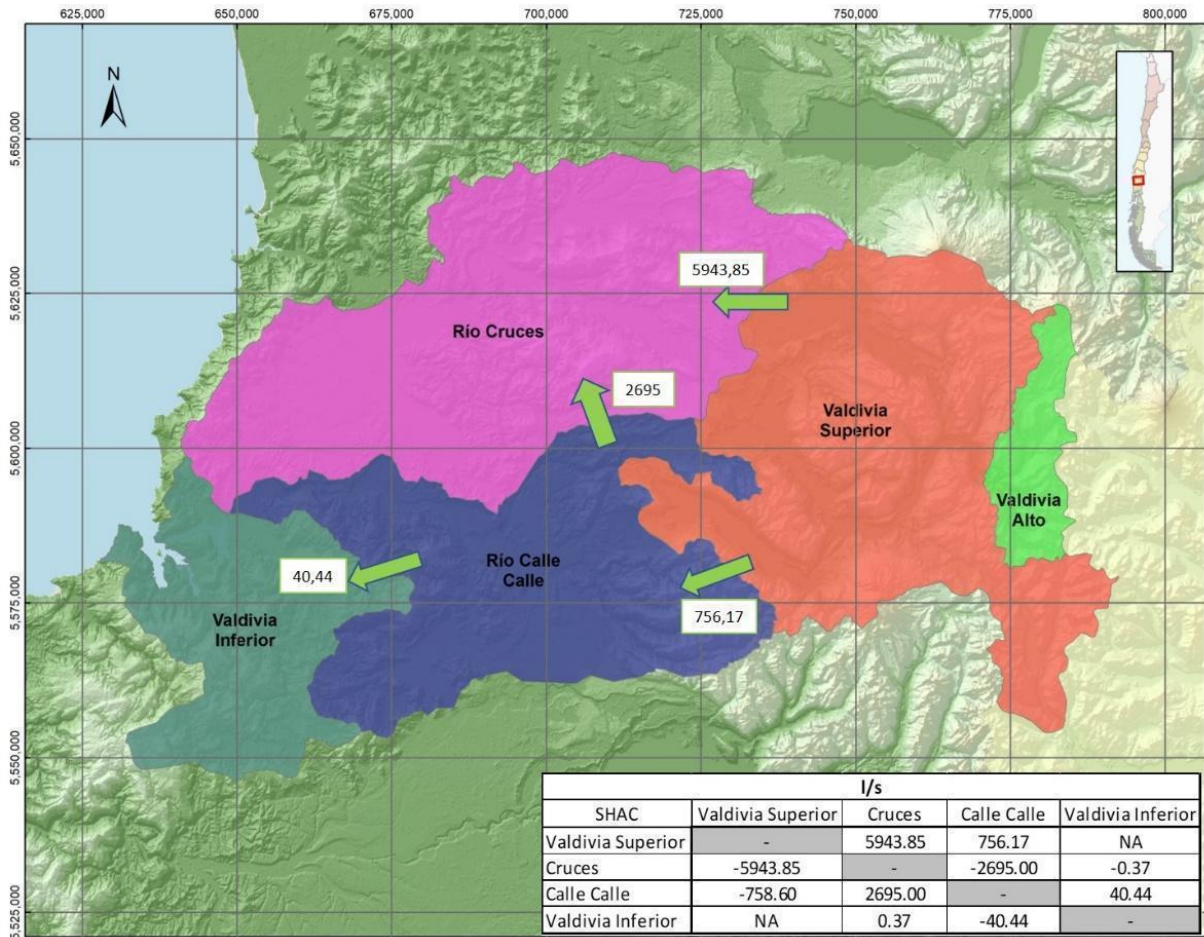 625,000 650,000 675,000 700,000 725,000 750,000 775,000 800,000
N
5,650,000
5943,85
5,625,000
Río Cruces
2695
Valdivia
Superior
5,600,000
Valdivia
Alto
Río Calle
Calle
40,44
5,575,000
756,17
Valdivia
Inferior
5,550,000
l/s
SHAC Valdivia Superior Cruces Calle Calle Valdivia Inferior
Valdivia Superior - 5943.85 756.17 NA
Cruces -5943.85 - -2695.00 -0.37
Calle Calle -758.60 2695.00 - 40.44
Valdivia Inferior NA 0.37 -40.44 -
5,525,000